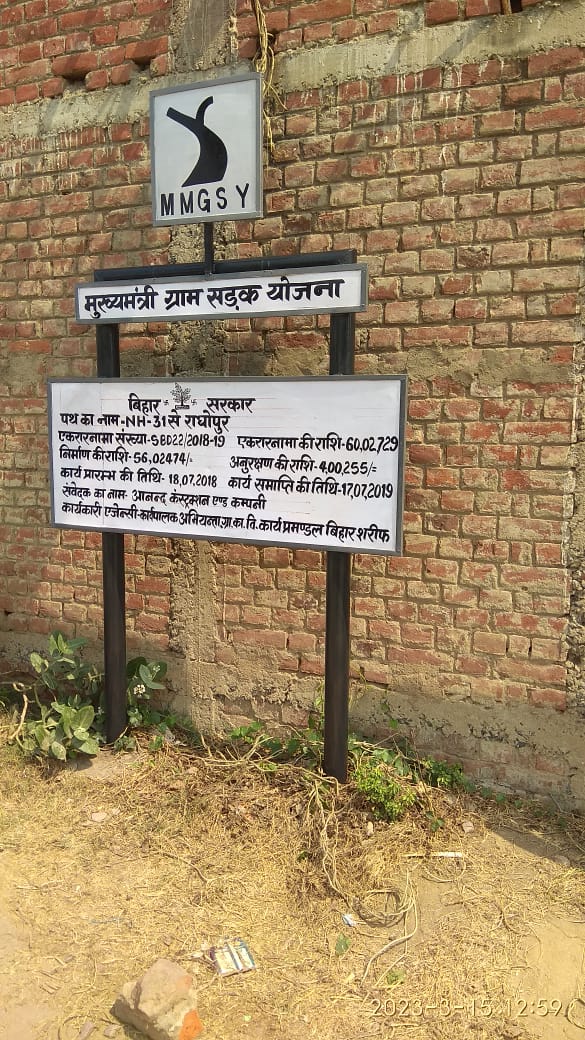 MMGSY
मुख्यमंत्री ग्राम सड़क योजना
बिहार सरकार
पथ का नाम-NH-31 से राघोपुर
एकरारनामा संख्या-SBD22/2018-19 एकरारनामा की राशि-60,02,729
निर्माण की राशि-56,02474/- अनुरक्षण की राशि-4,00,255/=
कार्य प्रारम्भ की तिथि- 18.07.2018 कार्य समाप्ति की तिथि-17.07.2019
संवेदक का नाम- आनन्द कंस्ट्रक्शन एण्ड कम्पनी
कार्यकारी एजेन्सी-कार्यपालक अभियन्ता ग्रा.का.वि.कार्य प्रमण्डल बिहार शरीफ
2023-3-15 12:59